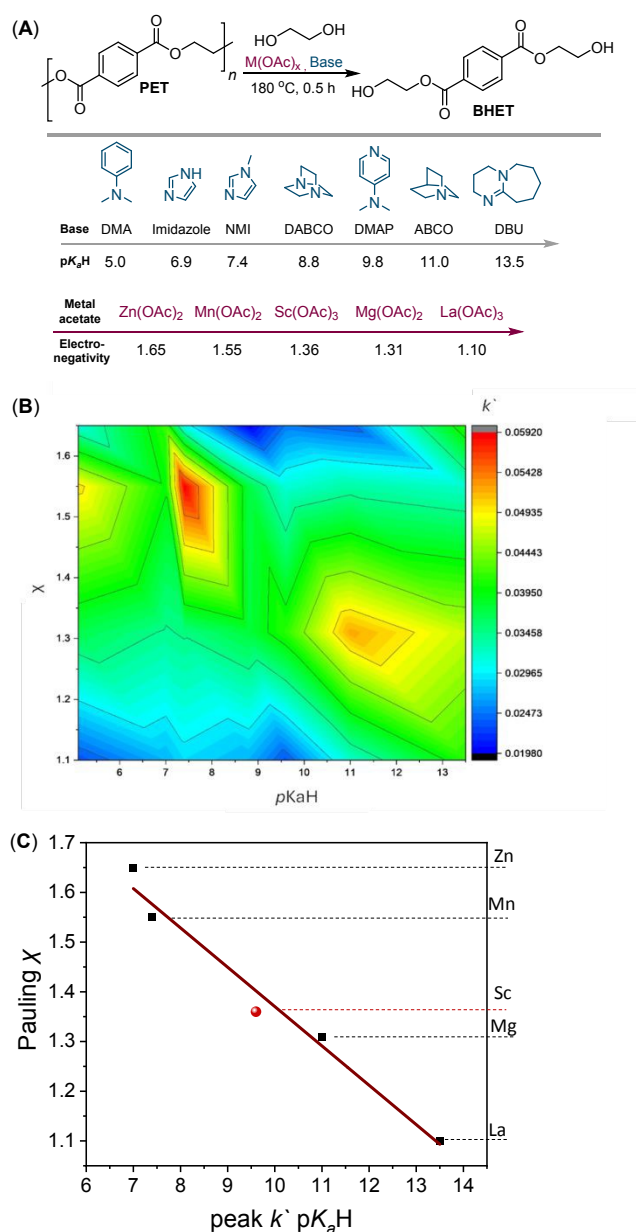 (A)
O
O
O
O
PET
n
HO
OH
M(OAc)x , Base
180 °C, 0.5 h
O
O
OH
HO
O
O
BHET
N
NH
N
N
N
N
N
N
N
N
N
N
Base DMA Imidazole NMI DABCO DMAP ABCO DBU
pKaH 5.0 6.9 7.4 8.8 9.8 11.0 13.5
Metal
acetate
Zn(OAc)2 Mn(OAc)2 Sc(OAc)3 Mg(OAc)2 La(OAc)3
Electro-
negativity
1.65 1.55 1.36 1.31 1.10
(B)
k`
0.05920
0.05428
0.04935
0.04443
0.03950
0.03458
0.02965
0.02473
0.01980
χ
1.6
1.5
1.4
1.3
1.2
1.1
6 7 8 9 10 11 12 13
pKaH
(C)
Pauling χ
1.7
1.6
1.5
1.4
1.3
1.2
1.1
Zn
Mn
Sc
Mg
La
6 7 8 9 10 11 12 13 14
peak k` pKaH